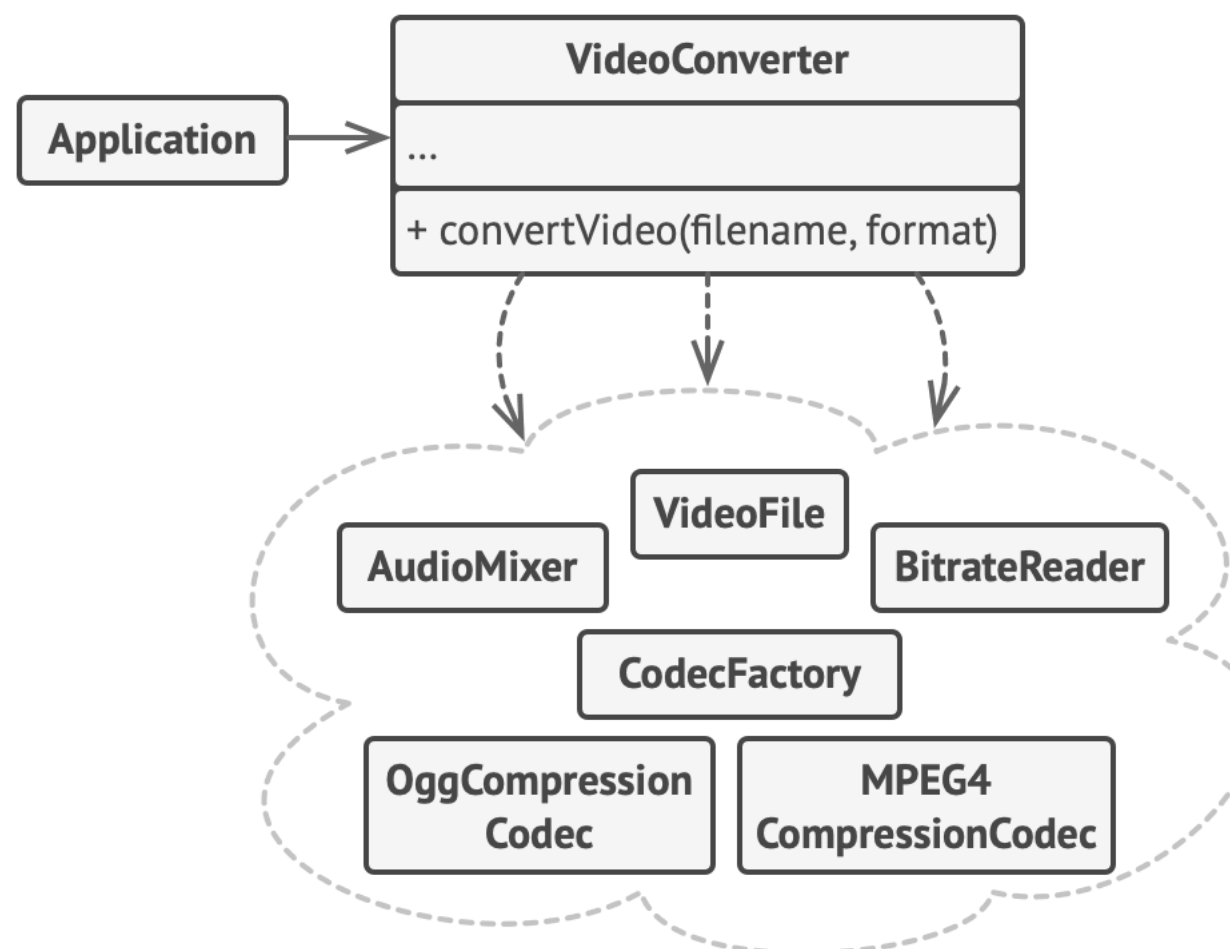 VideoConverter
Application
...
+ convertVideo(filename, format)
VideoFile
AudioMixer
BitrateReader
CodecFactory
OggCompression
Codec
MPEG4
CompressionCodec